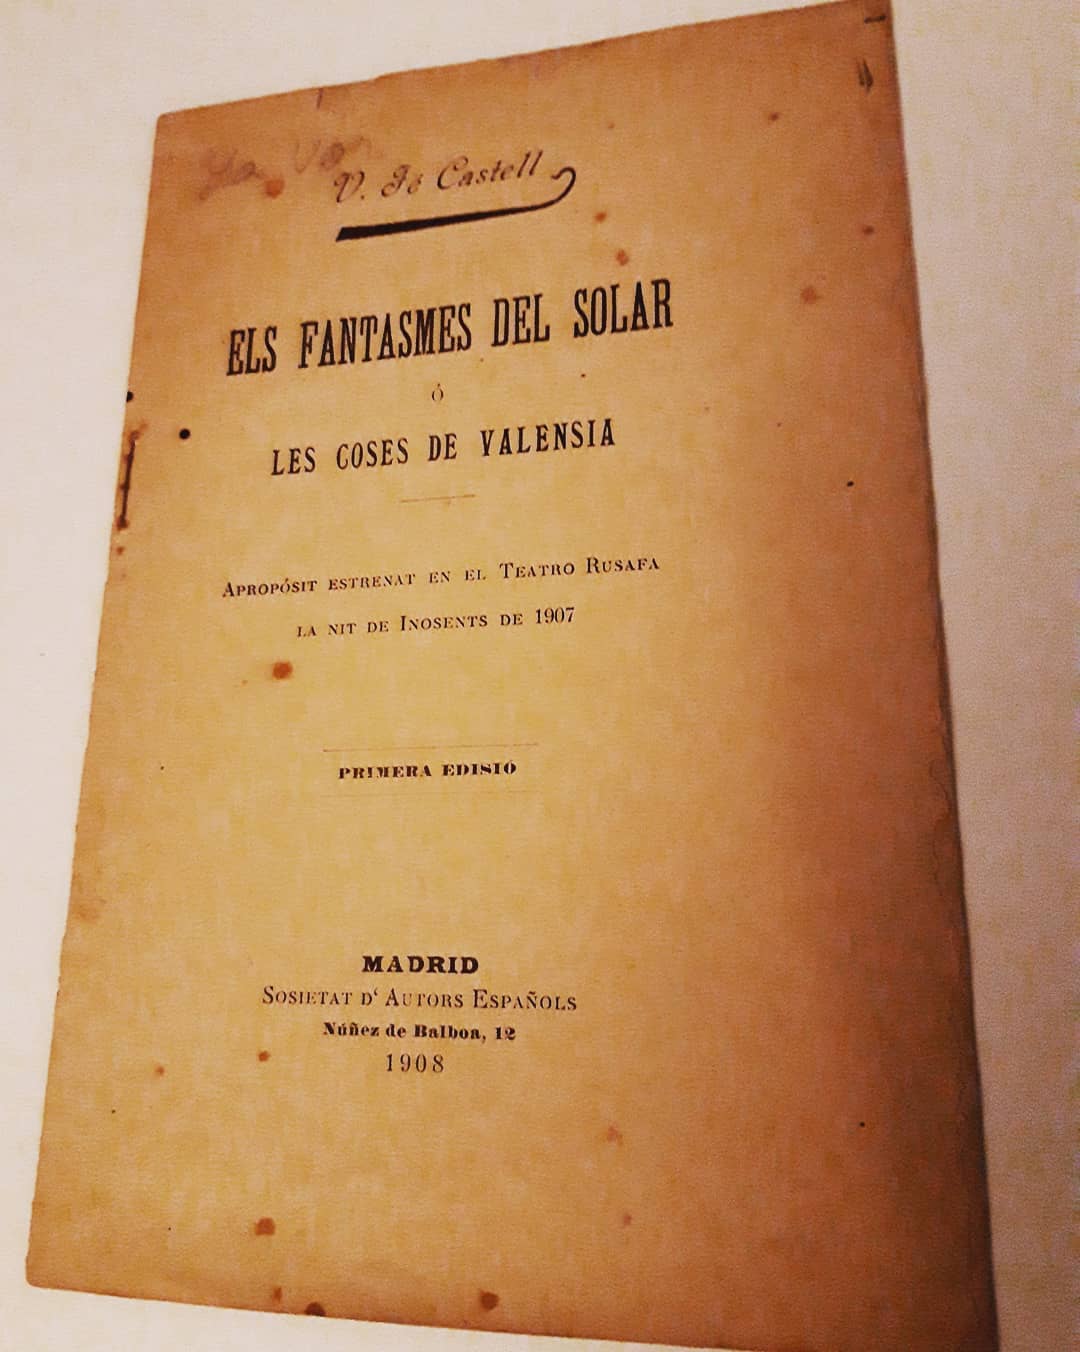 V. Fé Castell
ELS FANTASMES DEL SOLAR
Ó
LES COSES DE VALENSIA
APROPÓSIT ESTRENAT EN EL TEATRO RUSAFA
LA NIT DE INOSENTS DE 1907
PRIMERA EDISIÓ
MADRID
SOSIETAT D‘ AUTORS ESPAÑOLS
Núñez de Balboa, 12
1908